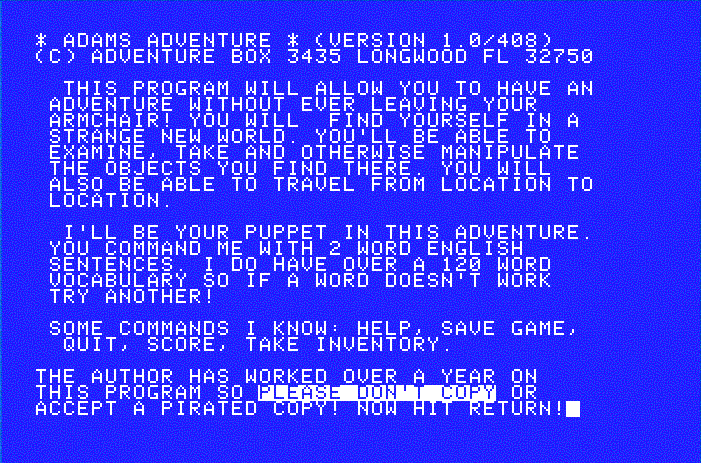 * ADAMS ADVENTURE * (VERSION 1.0/408)
(C) ADVENTURE BOX 3435 LONGWOOD FL 32750
THIS PROGRAM WILL ALLOW YOU TO HAVE AN
ADVENTURE WITHOUT EVER LEAVING YOUR
ARMCHAIR! YOU WILL  FIND YOURSELF IN A
STRANGE NEW WORLD. YOU'LL BE ABLE TO
EXAMINE, TAKE AND OTHERWISE MANIPULATE
THE OBJECTS YOU FIND THERE. YOU WILL
ALSO BE ABLE TO TRAVEL FROM LOCATION TO
LOCATION.
I'LL BE YOUR PUPPET IN THIS ADVENTURE.
YOU COMMAND ME WITH 2 WORD ENGLISH
SENTENCES. I DO HAVE OVER A 120 WORD
VOCABULARY SO IF A WORD DOESN'T WORK
TRY ANOTHER!
SOME COMMANDS I KNOW: HELP, SAVE GAME,
QUIT, SCORE, TAKE INVENTORY.
THE AUTHOR HAS WORKED OVER A YEAR ON
THIS PROGRAM SO PLEASE DON'T COPY OR
ACCEPT A PIRATED COPY! NOW HIT RETURN!